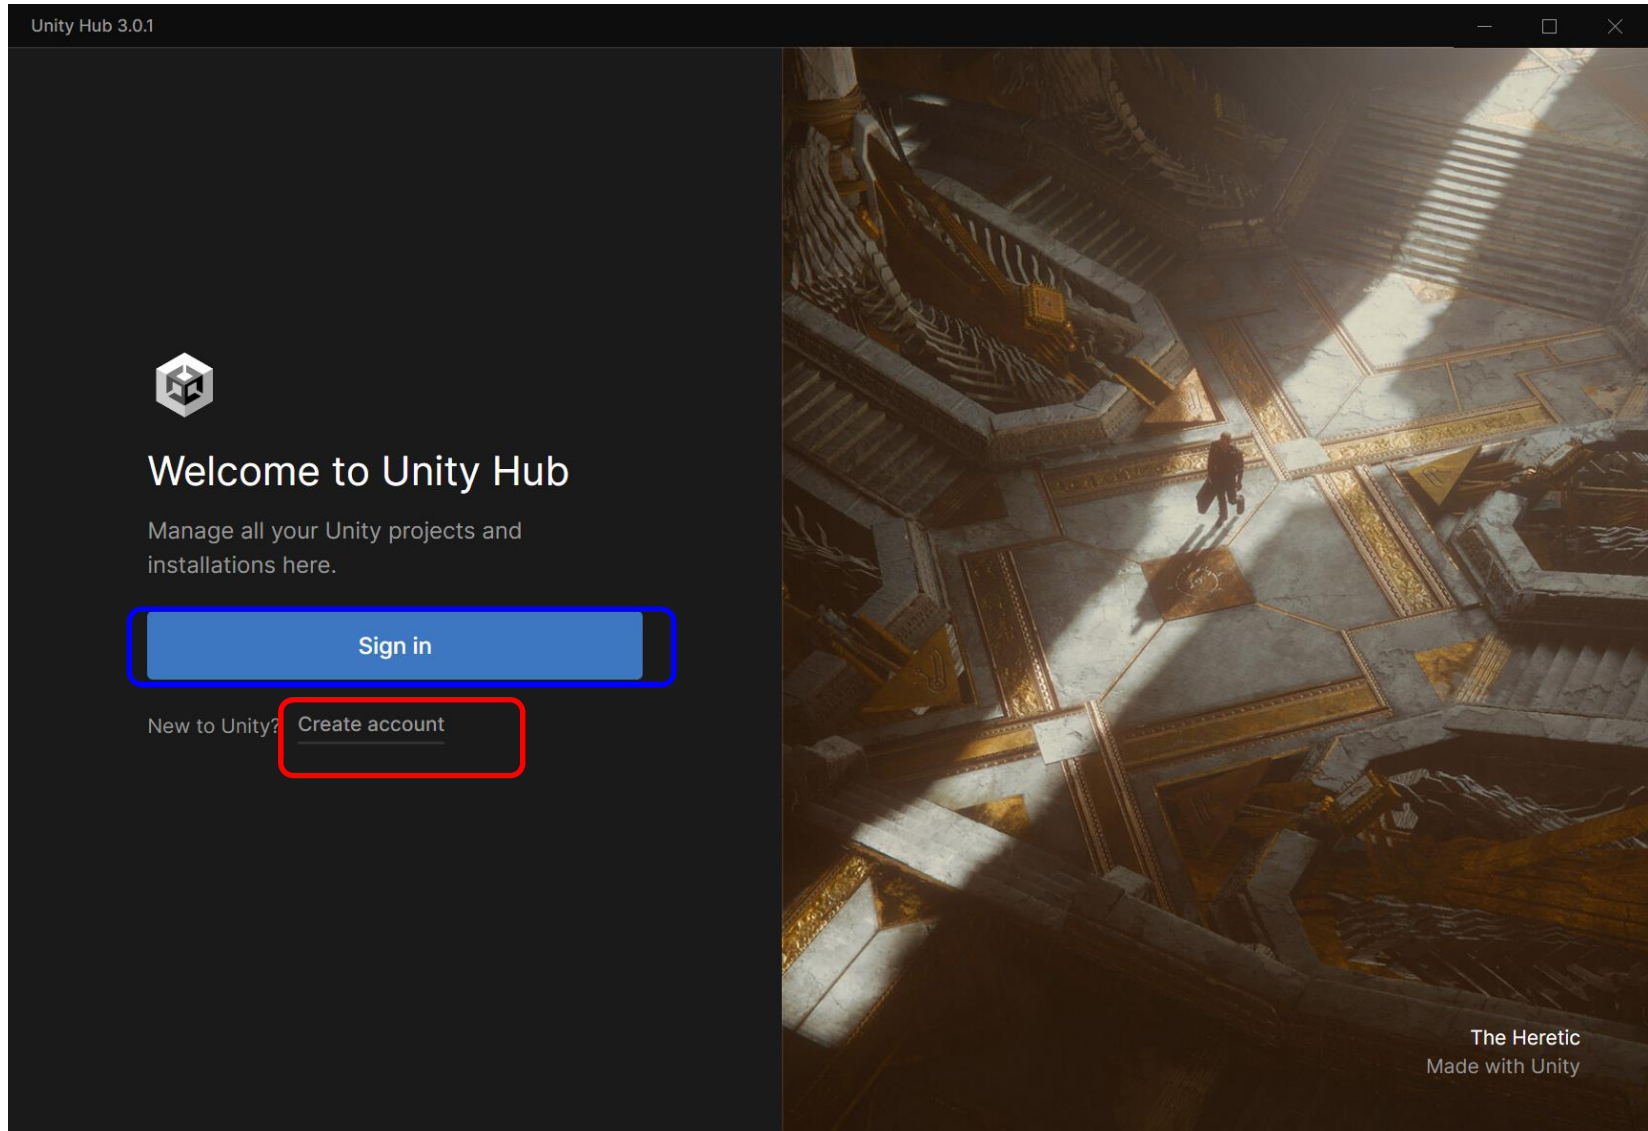 Unity Hub 3.0.1
Welcome to Unity Hub
Manage all your Unity projects and
installations here.
Sign in
New to Unity? Create account
The Heretic
Made with Unity